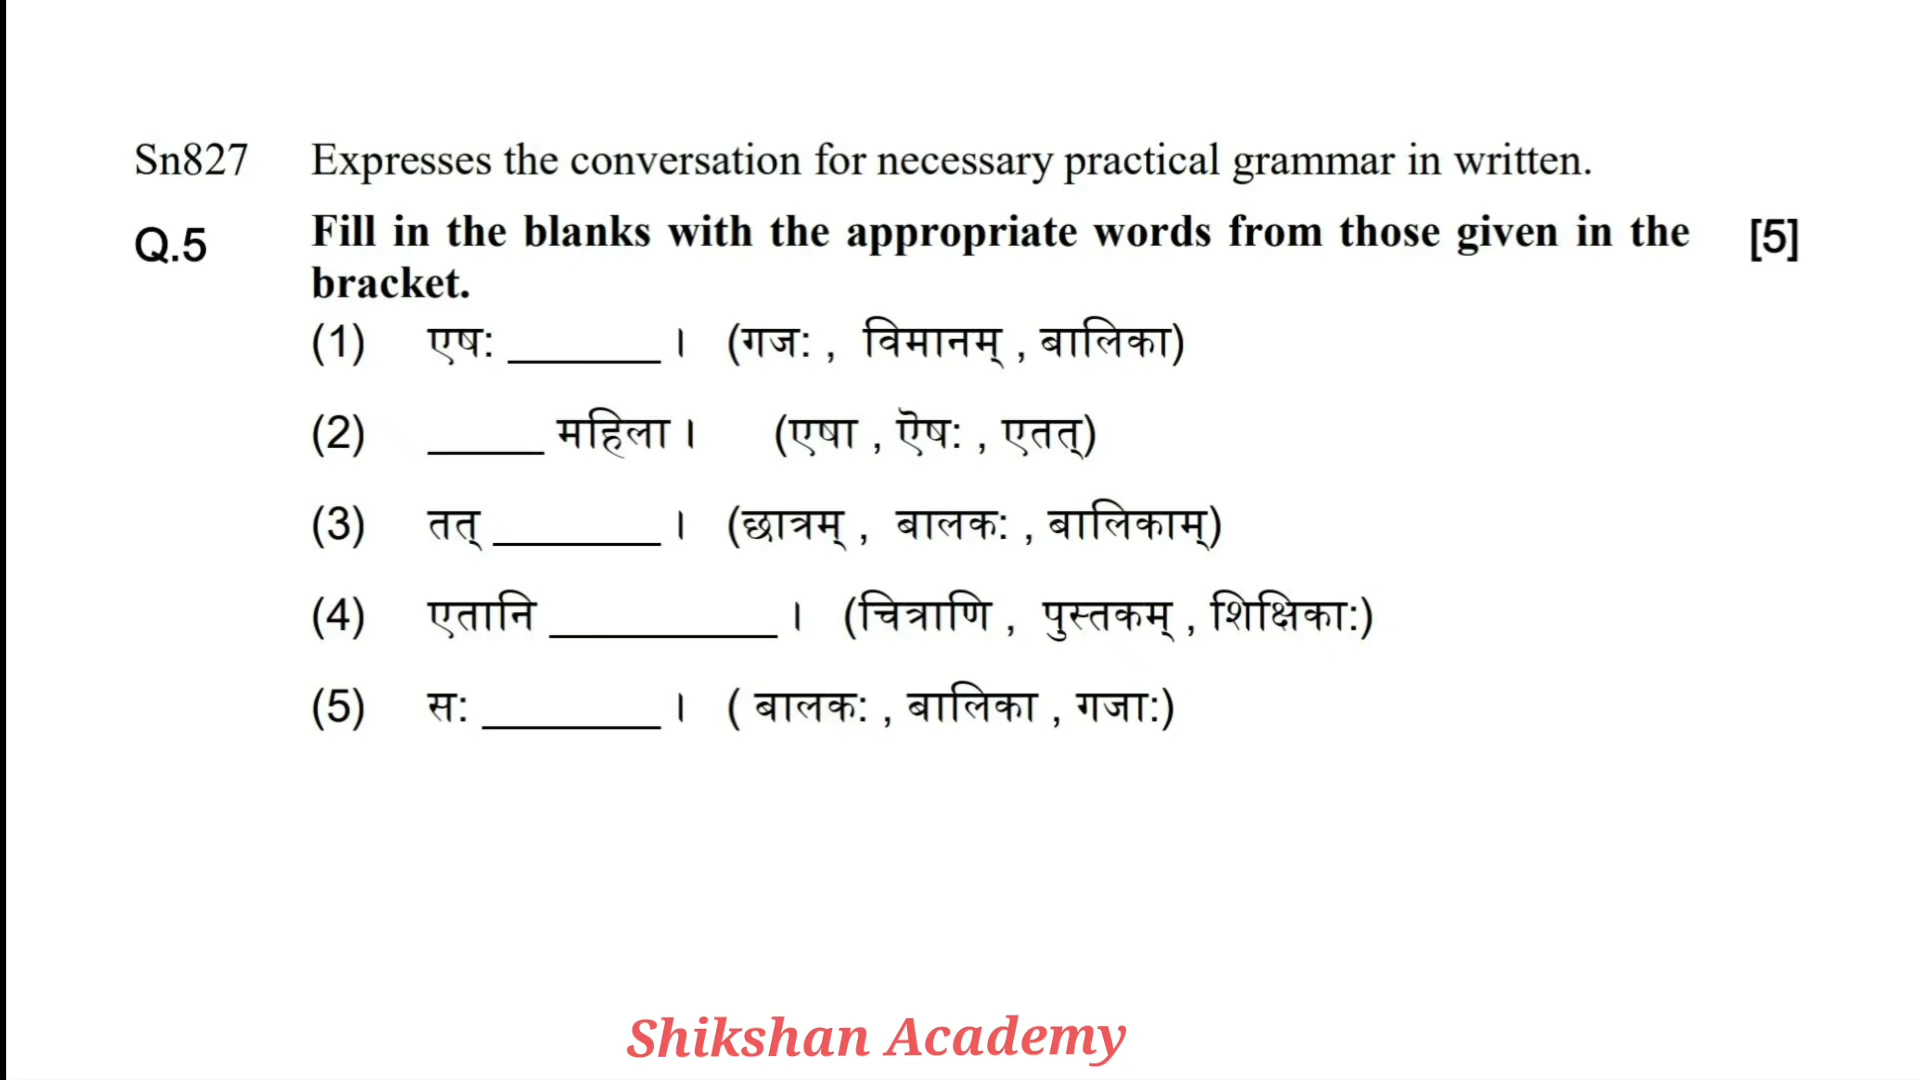 Sn827 Expresses the conversation for necessary practical grammar in written.
Q.5 Fill in the blanks with the appropriate words from those given in the [5]
bracket.
(1) एष: ______ । (गज: , विमानम् , बालिका)
(2) _____ महिला । (एषा , ऎष: , एतत्)
(3) तत् _______ । (छात्रम् , बालक: , बालिकाम्)
(4) एतानि _________ । (चित्राणि , पुस्तकम् , शिक्षिका:)
(5) स: _______ । ( बालक: , बालिका , गजा:)
Shikshan Academy